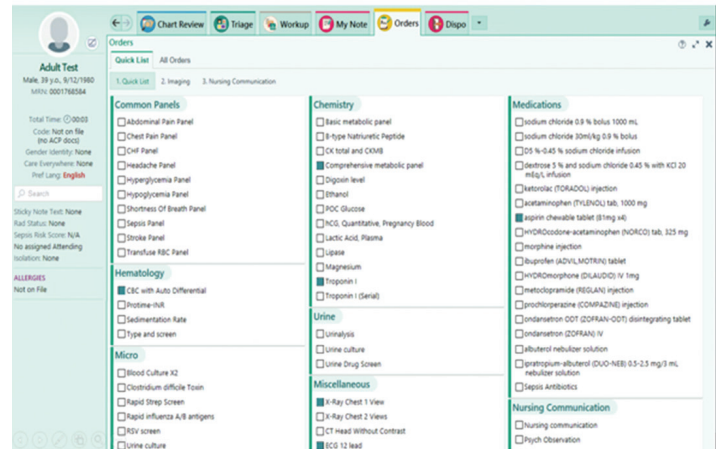 Chart Review
Triage
Workup
My Note
Orders
Dispo
Orders
Adult Test
Male, 39 y.o., 9/12/1980
MRN: 0001768584
Total Time 00:03
Code: Not on file
(no ACP docs)
Gender Identity: None
Care Everywhere: None
Pref Lang: English
Search
Sticky Note Text: None
Rad Status: None
Sepsis Risk Score: N/A
No assigned Attending
Isolation: None
ALLERGIES
Not on File
Quick List All Orders
1. Quick List 2. Imaging 3. Nursing Communication
Common Panels
Abdominal Pain Panel
Chest Pain Panel
CHF Panel
Headache Panel
Hyperglycemia Panel
Hypoglycemia Panel
Shortness Of Breath Panel
Sepsis Panel
Stroke Panel
Transfuse RBC Panel
Hematology
CBC with Auto Differential
Protime-INR
Sedimentation Rate
Type and screen
Micro
Blood Culture X2
Clostridium difficile Toxin
Rapid Strep Screen
Rapid influenza A/B antigens
RSV screen
Urine culture
Chemistry
Basic metabolic panel
B-type Natriuretic Peptide
CK total and CKMB
Comprehensive metabolic panel
Digoxin level
Ethanol
POC Glucose
hCG, Quantitative, Pregnancy Blood
Lactic Acid, Plasma
Lipase
Magnesium
Troponin I
Troponin I (Serial)
Urine
Urinalysis
Urine culture
Urine Drug Screen
Miscellaneous
X-Ray Chest 1 View
X-Ray Chest 2 Views
CT Head Without Contrast
ECG 12 lead
Medications
sodium chloride 0.9 % bolus 1000 mL
sodium chloride 30ml/kg 0.9 % bolus
D5 %-0.45 % sodium chloride infusion
dextrose 5 % and sodium chloride 0.45 % with KCl 20
mEq/L infusion
ketorolac (TORADOL) injection
acetaminophen (TYLENOL) tab, 1000 mg
aspirin chewable tablet (81mg x4)
HYDROcodone-acetaminophen (NORCO) tab, 325 mg
morphine injection
ibuprofen (ADVIL,MOTRIN) tablet
HYDROmorphone (DILAUDID) IV 1mg
metoclopramide (REGLAN) injection
prochlorperazine (COMPAZINE) injection
ondansetron ODT (ZOFRAN-ODT) disintegrating tablet
ondansetron (ZOFRAN) IV
albuterol nebulizer solution
ipratropium-albuterol (DUO-NEB) 0.5-2.5 mg/3 mL
nebulizer solution
Sepsis Antibiotics
Nursing Communication
Nursing communication
Psych Observation